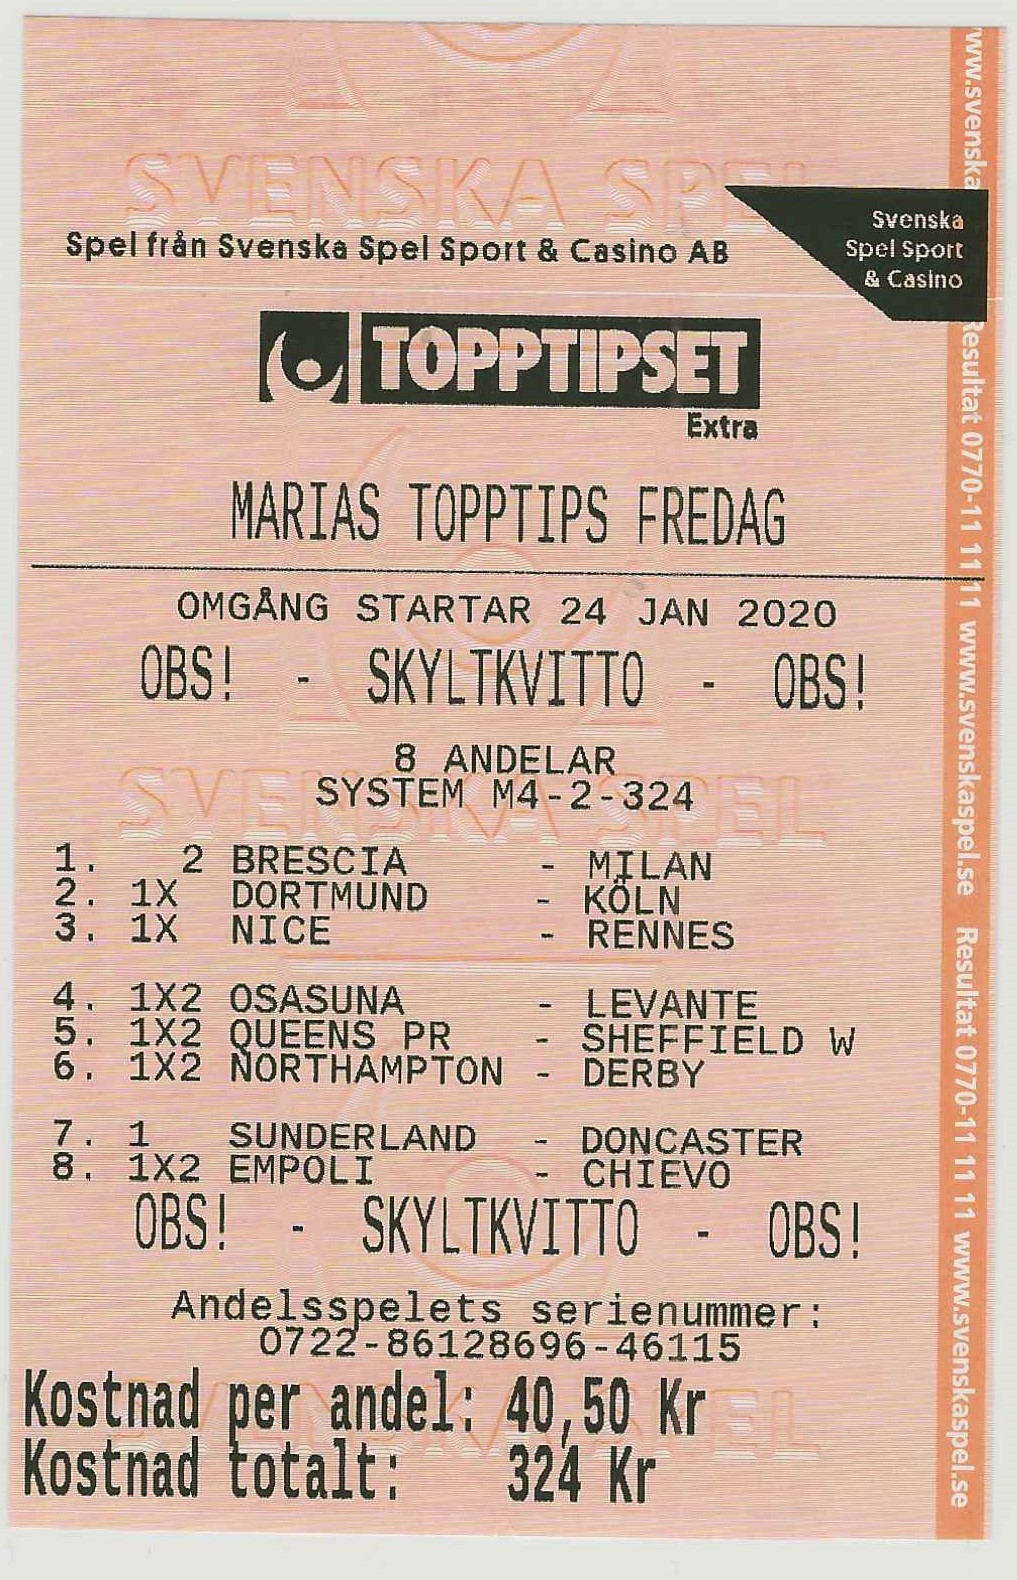 SVENSKA SPEL
Spel från Svenska Spel Sport & Casino AB
Svenska
Spel Sport
& Casino
TOPPTIPSET
Extra
MARIAS TOPPTIPS FREDAG
OMGÅNG STARTAR 24 JAN 2020
OBS! - SKYLTKVITTO - OBS!
8 ANDELAR
SVENSKA SPEL
SYSTEM M4-2-324
1. 2 BRESCIA - MILAN
2. 1X DORTMUND - KÖLN
3. 1X NICE - RENNES
4. 1X2 OSASUNA - LEVANTE
5. 1X2 QUEENS PR - SHEFFIELD W
6. 1X2 NORTHAMPTON - DERBY
7. 1 SUNDERLAND - DONCASTER
8. 1X2 EMPOLI - CHIEVO
OBS! - SKYLTKVITTO - OBS!
Andelsspelets serienummer:
0722-86128696-46115
Kostnad per andel: 40,50 Kr
SVENSKA SPEL
Kostnad totalt: 324 Kr
www.svenska Resultat 0770-11 11 11 www.svenskaspel.se Resultat 0770-11 11 11 www.svenskaspel.se